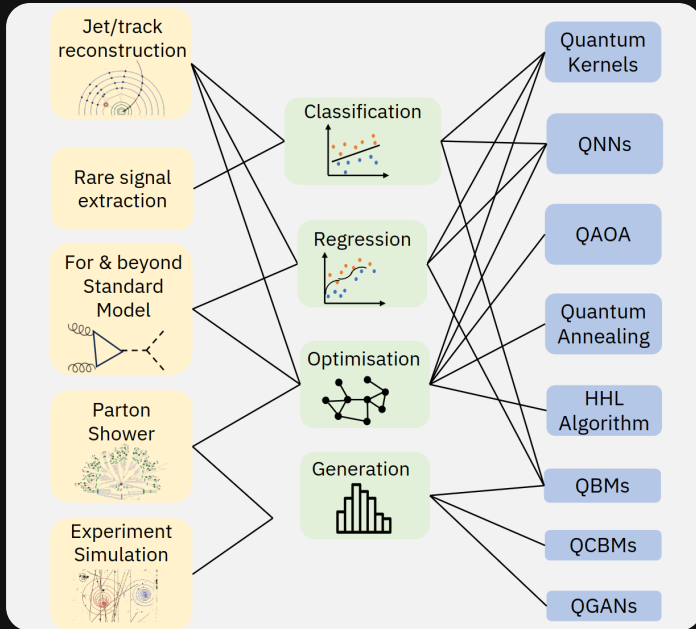 Jet/track
reconstruction
Rare signal
extraction
For & beyond
Standard
Model
Parton
Shower
Experiment
Simulation
Classification
Regression
Optimisation
Generation
Quantum
Kernels
QNNs
QAOA
Quantum
Annealing
HHL
Algorithm
QBMs
QCBMs
QGANs